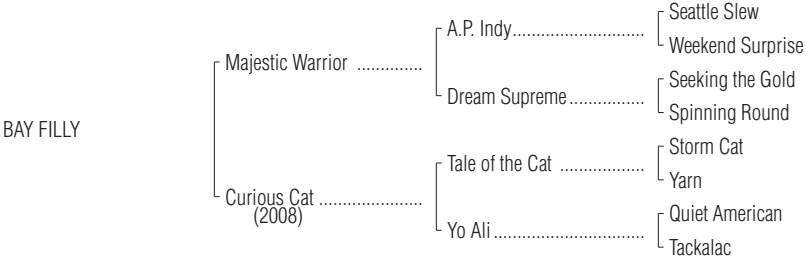 Seattle Slew
A.P. Indy..........................
Weekend Surprise
Majestic Warrior ..............
Seeking the Gold
Dream Supreme................
Spinning Round
BAY FILLY
Storm Cat
Tale of the Cat .................
Yarn
Curious Cat ......................
(2008)
Quiet American
Yo Ali ..............................
Tackalac